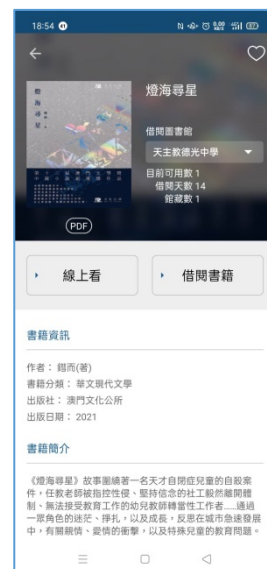 18:54
燈海尋星
燈
海
尋
星
借閱圖書館
天主教德光中學
目前可用數 1
借閱天數 14
館藏數 1
PDF
線上看
借閱書籍
書籍資訊
作者： 鍇而(著)
書籍分類： 華文現代文學
出版社： 澳門文化公所
出版日期： 2021
書籍簡介
《燈海尋星》故事圍繞著一名天才自閉症兒童的自殺案
件，任教老師被指控性侵、堅持信念的社工毅然離開體
制、無法接受教育工作的幼兒教師轉當性工作者......通過
一眾角色的迷茫、掙扎，以及成長，反思在城市急速發展
中，有關親情、愛情的衝擊，以及特殊兒童的教育問題。